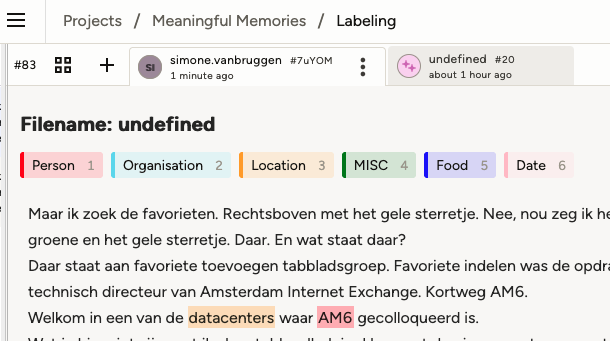 Projects / Meaningful Memories / Labeling
#83
SI simone.vanbruggen #7uYOM
1 minute ago
undefined #20
about 1 hour ago
Filename: undefined
Person 1 Organisation 2 Location 3 MISC 4 Food 5 Date 6
Maar ik zoek de favorieten. Rechtsboven met het gele sterretje. Nee, nou zeg ik he
groene en het gele sterretje. Daar. En wat staat daar?
Daar staan favoriete toevoegen tabbladsgroep. Favoriete indelen was de opdra
technisch directeur van Amsterdam Internet Exchange. Kortweg AM6.
Welkom in een van de datacenters waar AM6 gecolloqueerd is.